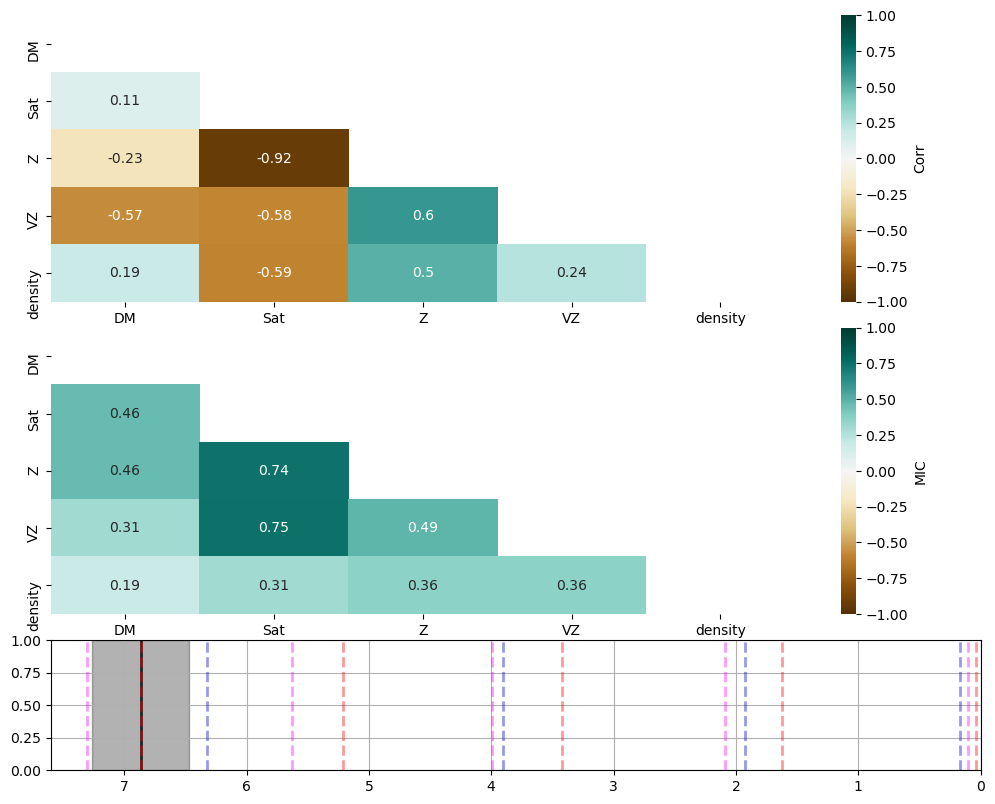 DM
Sat
Z
VZ
density
0.11
-0.23 -0.92
-0.57 -0.58 0.6
0.19 -0.59 0.5 0.24
DM Sat Z VZ density
1.00
0.75
0.50
0.25
0.00
−0.25
−0.50
−0.75
−1.00
Corr
DM
Sat
Z
VZ
density
0.46
0.46 0.74
0.31 0.75 0.49
0.19 0.31 0.36 0.36
DM Sat Z VZ density
1.00
0.75
0.50
0.25
0.00
−0.25
−0.50
−0.75
−1.00
MIC
1.00
0.75
0.50
0.25
0.00
7 6 5 4 3 2 1 0